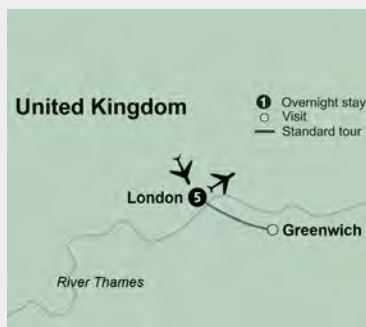 United Kingdom
1 Overnight stay
Visit
Standard tour
London 5
Greenwich
River Thames